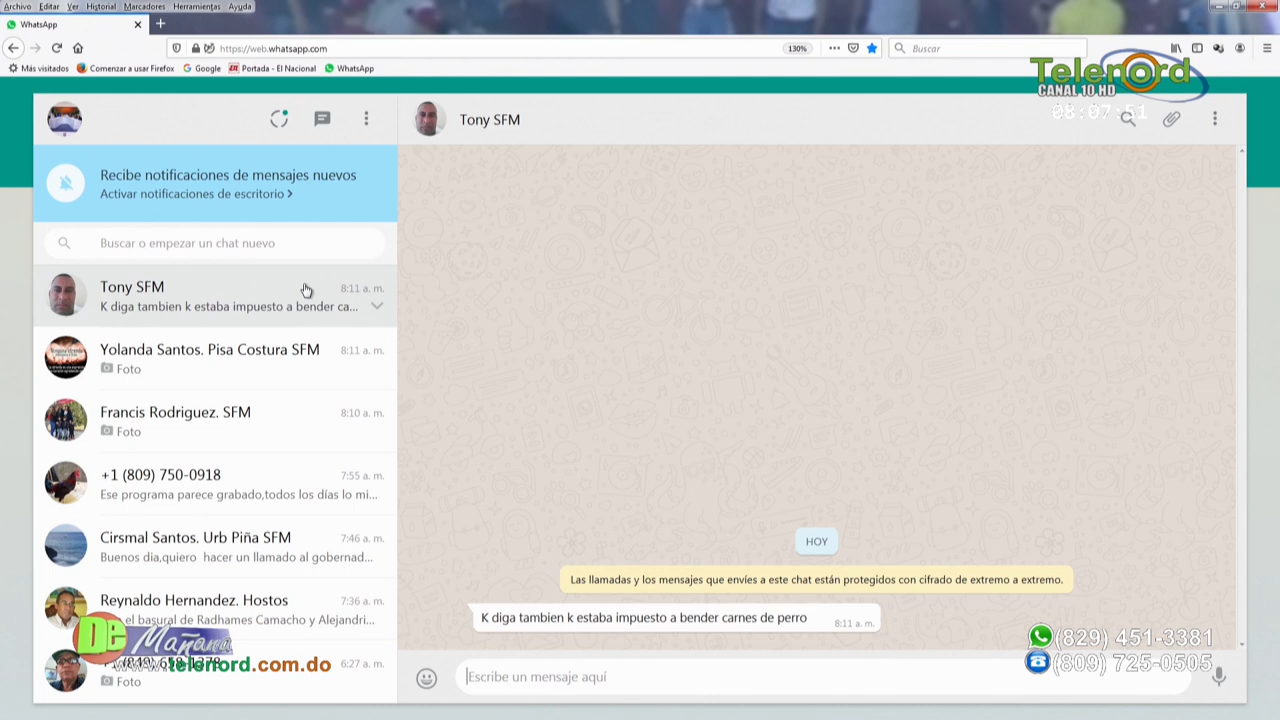 Archivo Editar Ver Historial Marcadores Herramientas Ayuda
WhatsApp
https://web.whatsapp.com
130%
Buscar
Más visitados
Comenzar a usar Firefox
Google
Portada - El Nacional
WhatsApp
Telenord
CANAL 10 HD
08:07:51
Tony SFM
Recibe notificaciones de mensajes nuevos
Activar notificaciones de escritorio >
Buscar o empezar un chat nuevo
Tony SFM
8:11 a. m.
K diga tambien k estaba impuesto a bender ca...
Yolanda Santos. Pisa Costura SFM
8:11 a. m.
Foto
Francis Rodriguez. SFM
8:10 a. m.
Foto
+1 (809) 750-0918
7:55 a. m.
Ese programa parece grabado,todos los días lo mi...
Cirsmal Santos. Urb Piña SFM
7:46 a. m.
Buenos dia,quiero hacer un llamado al gobernad...
Reynaldo Hernandez. Hostos
7:36 a. m.
el basural de Radhames Camacho y Alejandri...
6:27 a. m.
Foto
HOY
Las llamadas y los mensajes que envíes a este chat están protegidos con cifrado de extremo a extremo.
K diga tambien k estaba impuesto a bender carnes de perro
8:11 a. m.
Escribe un mensaje aquí
De Mañana
www.telenord.com.do
(829) 451-3381
(809) 725-0505